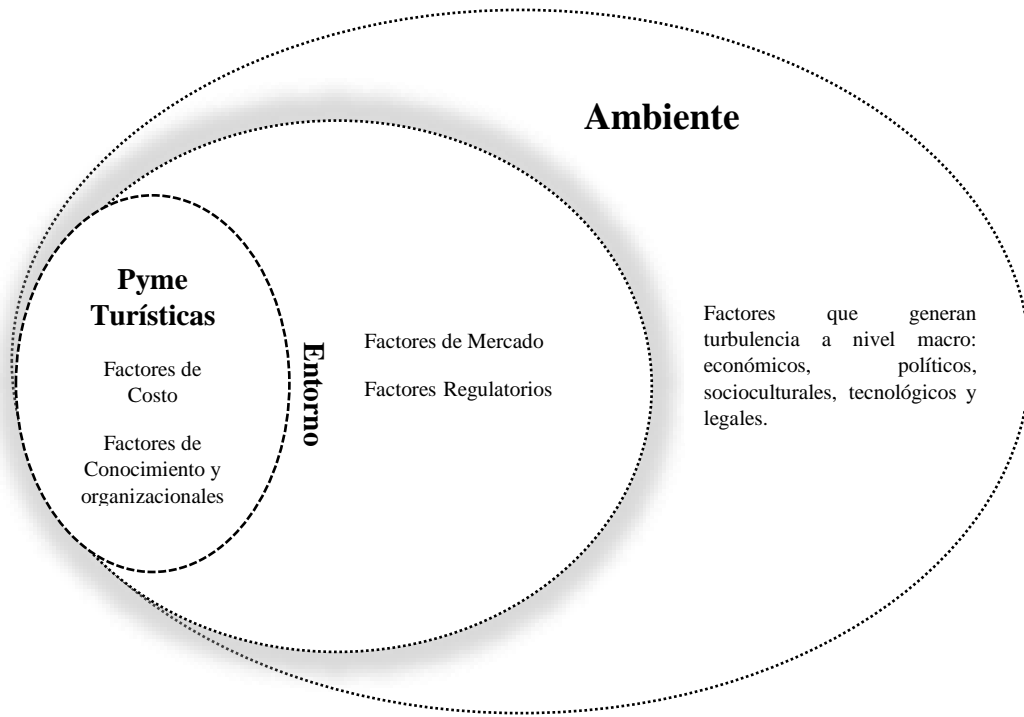 Ambiente
Pyme
Turísticas
Factores de
Costo
Factores de
Conocimiento y
organizacionales
Entorno
Factores de Mercado
Factores Regulatorios
Factores que generan
turbulencia a nivel macro:
económicos, políticos,
socioculturales, tecnológicos y
legales.